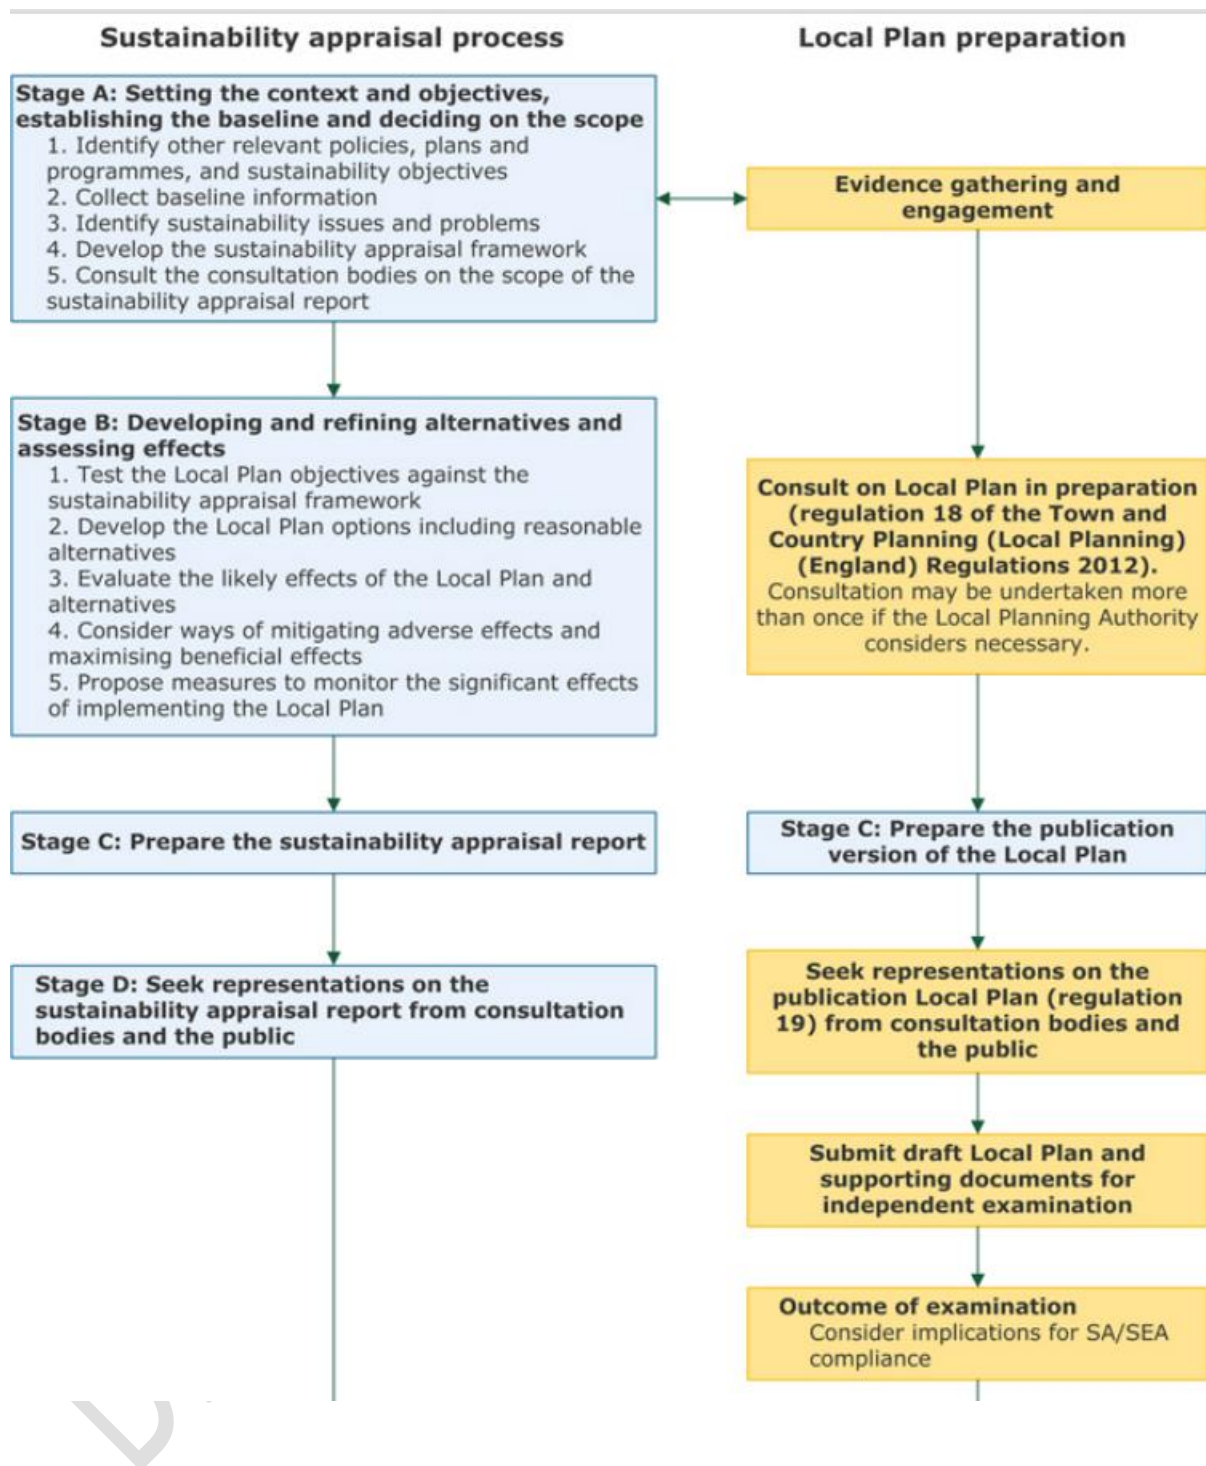 Sustainability appraisal process
Stage A: Setting the context and objectives,
establishing the baseline and deciding on the scope
1. Identify other relevant policies, plans and
programmes, and sustainability objectives
2. Collect baseline information
3. Identify sustainability issues and problems
4. Develop the sustainability appraisal framework
5. Consult the consultation bodies on the scope of the
sustainability appraisal report
Stage B: Developing and refining alternatives and
assessing effects
1. Test the Local Plan objectives against the
sustainability appraisal framework
2. Develop the Local Plan options including reasonable
alternatives
3. Evaluate the likely effects of the Local Plan and
alternatives
4. Consider ways of mitigating adverse effects and
maximising beneficial effects
5. Propose measures to monitor the significant effects
of implementing the Local Plan
Stage C: Prepare the sustainability appraisal report
Stage D: Seek representations on the
sustainability appraisal report from consultation
bodies and the public
Local Plan preparation
Evidence gathering and
engagement
Consult on Local Plan in preparation
(regulation 18 of the Town and
Country Planning (Local Planning)
(England) Regulations 2012).
Consultation may be undertaken more
than once if the Local Planning Authority
considers necessary.
Stage C: Prepare the publication
version of the Local Plan
Seek representations on the
publication Local Plan (regulation
19) from consultation bodies and
the public
Submit draft Local Plan and
supporting documents for
independent examination
Outcome of examination
Consider implications for SA/SEA
compliance